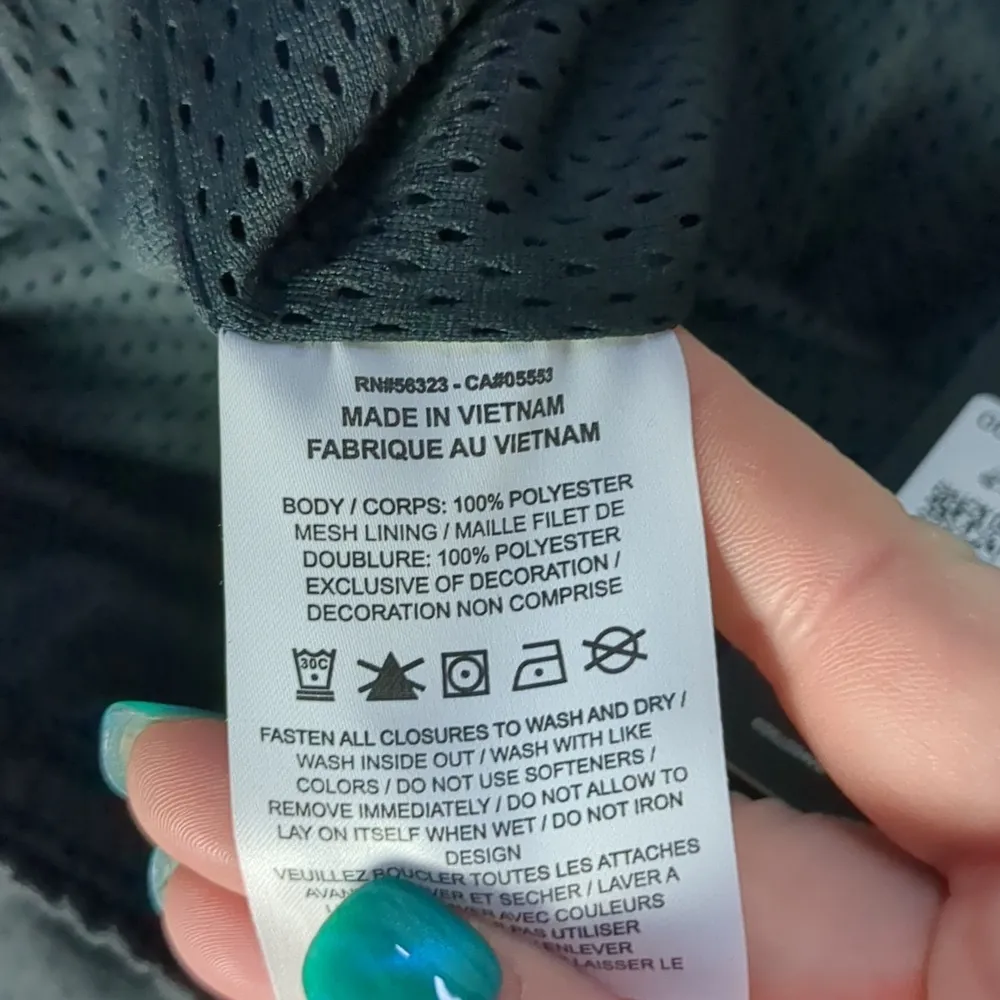 RN#56323 - CA#05553
MADE IN VIETNAM
FABRIQUE AU VIETNAM
BODY / CORPS: 100% POLYESTER
MESH LINING / MAILLE FILET DE
DOUBLURE: 100% POLYESTER
EXCLUSIVE OF DECORATION /
DECORATION NON COMPRISE
30C
FASTEN ALL CLOSURES TO WASH AND DRY /
WASH INSIDE OUT / WASH WITH LIKE
COLORS / DO NOT USE SOFTENERS /
REMOVE IMMEDIATELY / DO NOT ALLOW TO
LAY ON ITSELF WHEN WET / DO NOT IRON
DESIGN
VEUILLEZ BOUCLER TOUTES LES ATTACHES
ET SECHER / LAVER A
AVEC COULEURS
PAS UTILISER
ENLEVER
LAISSER LE